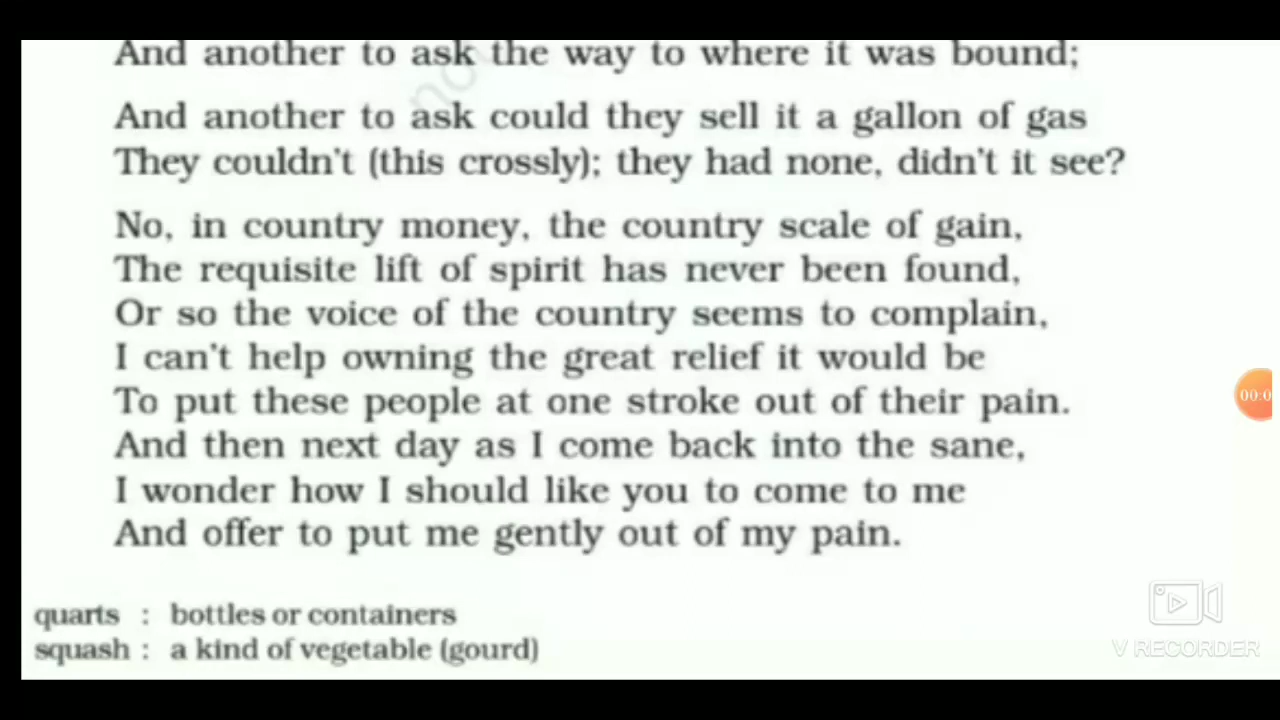 And another to ask the way to where it was bound;
And another to ask could they sell it a gallon of gas
They couldn't (this crossly); they had none, didn't it see?
No, in country money, the country scale of gain,
The requisite lift of spirit has never been found,
Or so the voice of the country seems to complain,
I can't help owning the great relief it would be
To put these people at one stroke out of their pain.
And then next day as I come back into the sane,
I wonder how I should like you to come to me
And offer to put me gently out of my pain.
quarts : bottles or containers
squash : a kind of vegetable (gourd)
00:0
V RECORDER